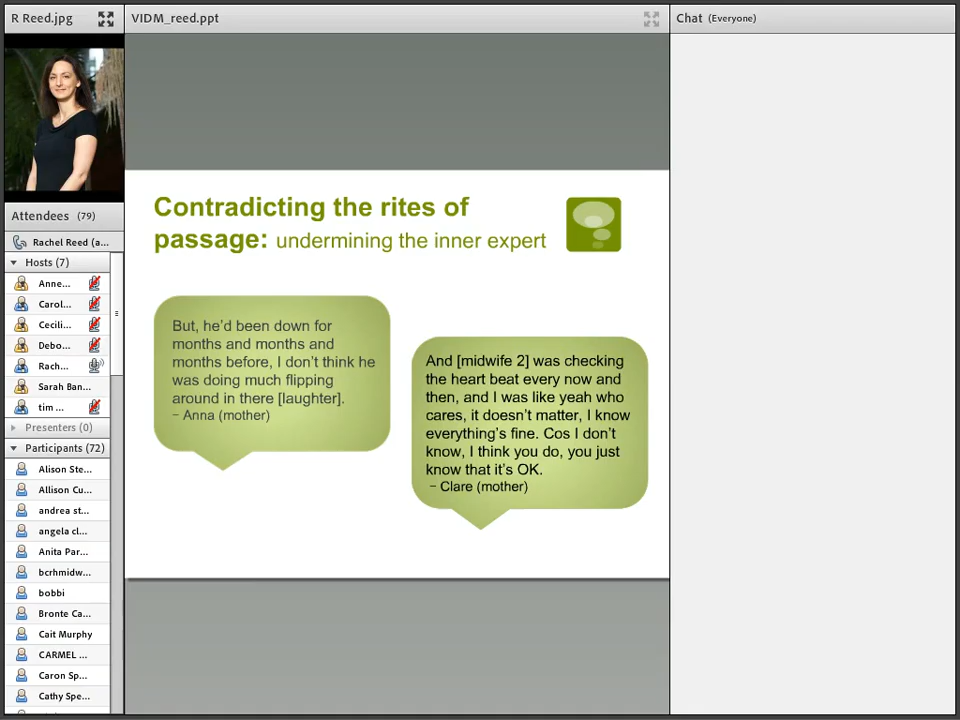 R Reed.jpg
VIDM_reed.ppt
Chat (Everyone)
Attendees (79)
Rachel Reed (a...
Hosts (7)
Anne...
Carol...
Cecili...
Debo...
Rach...
Sarah Ban...
tim ...
Presenters (0)
Participants (72)
Alison Ste...
Allison Cu...
andrea st...
angela cl...
Anita Par...
bcrhmidw...
bobbi
Bronte Ca...
Cait Murphy
CARMEL ...
Caron Sp...
Cathy Spe...
Contradicting the rites of
passage: undermining the inner expert
But, he'd been down for
months and months and
months before, I don't think he
was doing much flipping
around in there [laughter].
– Anna (mother)
And [midwife 2] was checking
the heart beat every now and
then, and I was like yeah who
cares, it doesn't matter, I know
everything's fine. Cos I don't
know, I think you do, you just
know that it's OK.
– Clare (mother)